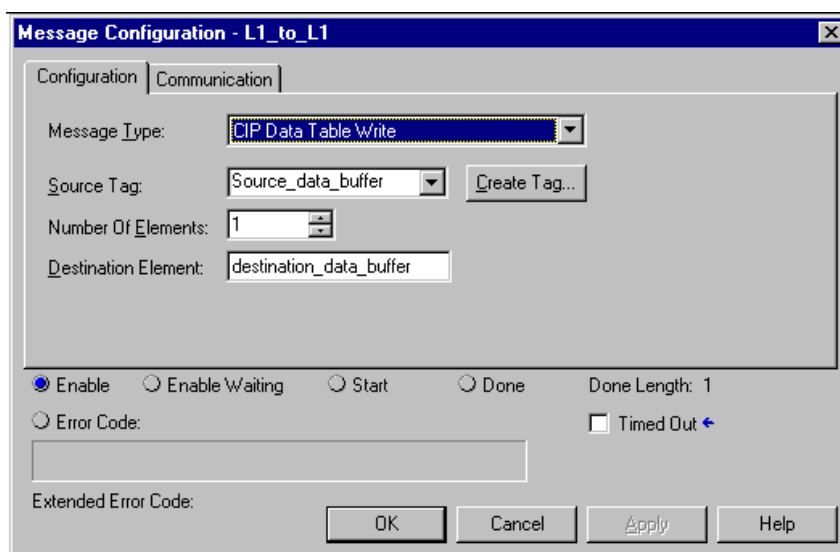 Message Configuration - L1_to_L1
Configuration Communication
Message Type: CIP Data Table Write
Source Tag: Source_data_buffer Create Tag...
Number Of Elements: 1
Destination Element: destination_data_buffer
Enable Enable Waiting Start Done Done Length: 1
Error Code: Timed Out
Extended Error Code:
OK Cancel Apply Help